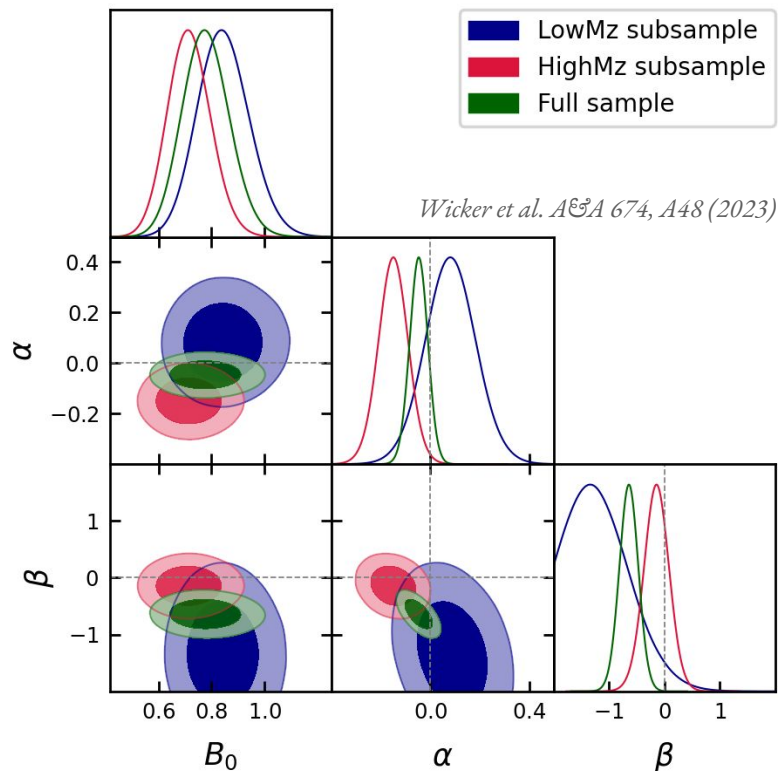 LowMz subsample
HighMz subsample
Full sample
Wicker et al. A&A 674, A48 (2023)
0.4
0.2
0.0
−0.2
α
1
0
−1
β
0.6 0.8 1.0
0.0 0.4
−1 0 1
B₀
α
β